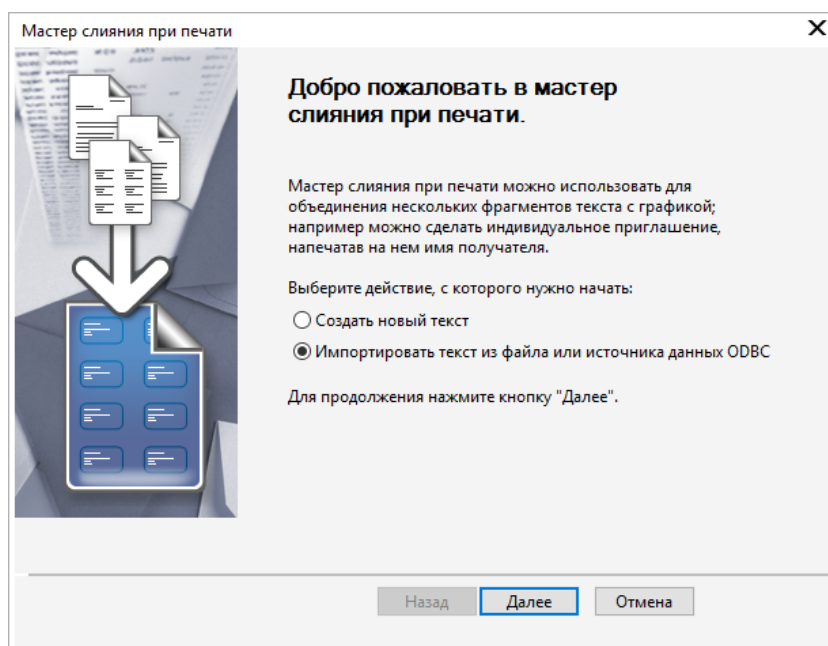 Мастер слияния при печати
Добро пожаловать в мастер
слияния при печати.
Мастер слияния при печати можно использовать для
объединения нескольких фрагментов текста с графикой;
например можно сделать индивидуальное приглашение,
напечатав на нем имя получателя.
Выберите действие, с которого нужно начать:
Создать новый текст
Импортировать текст из файла или источника данных ODBC
Для продолжения нажмите кнопку "Далее".
Назад
Далее
Отмена